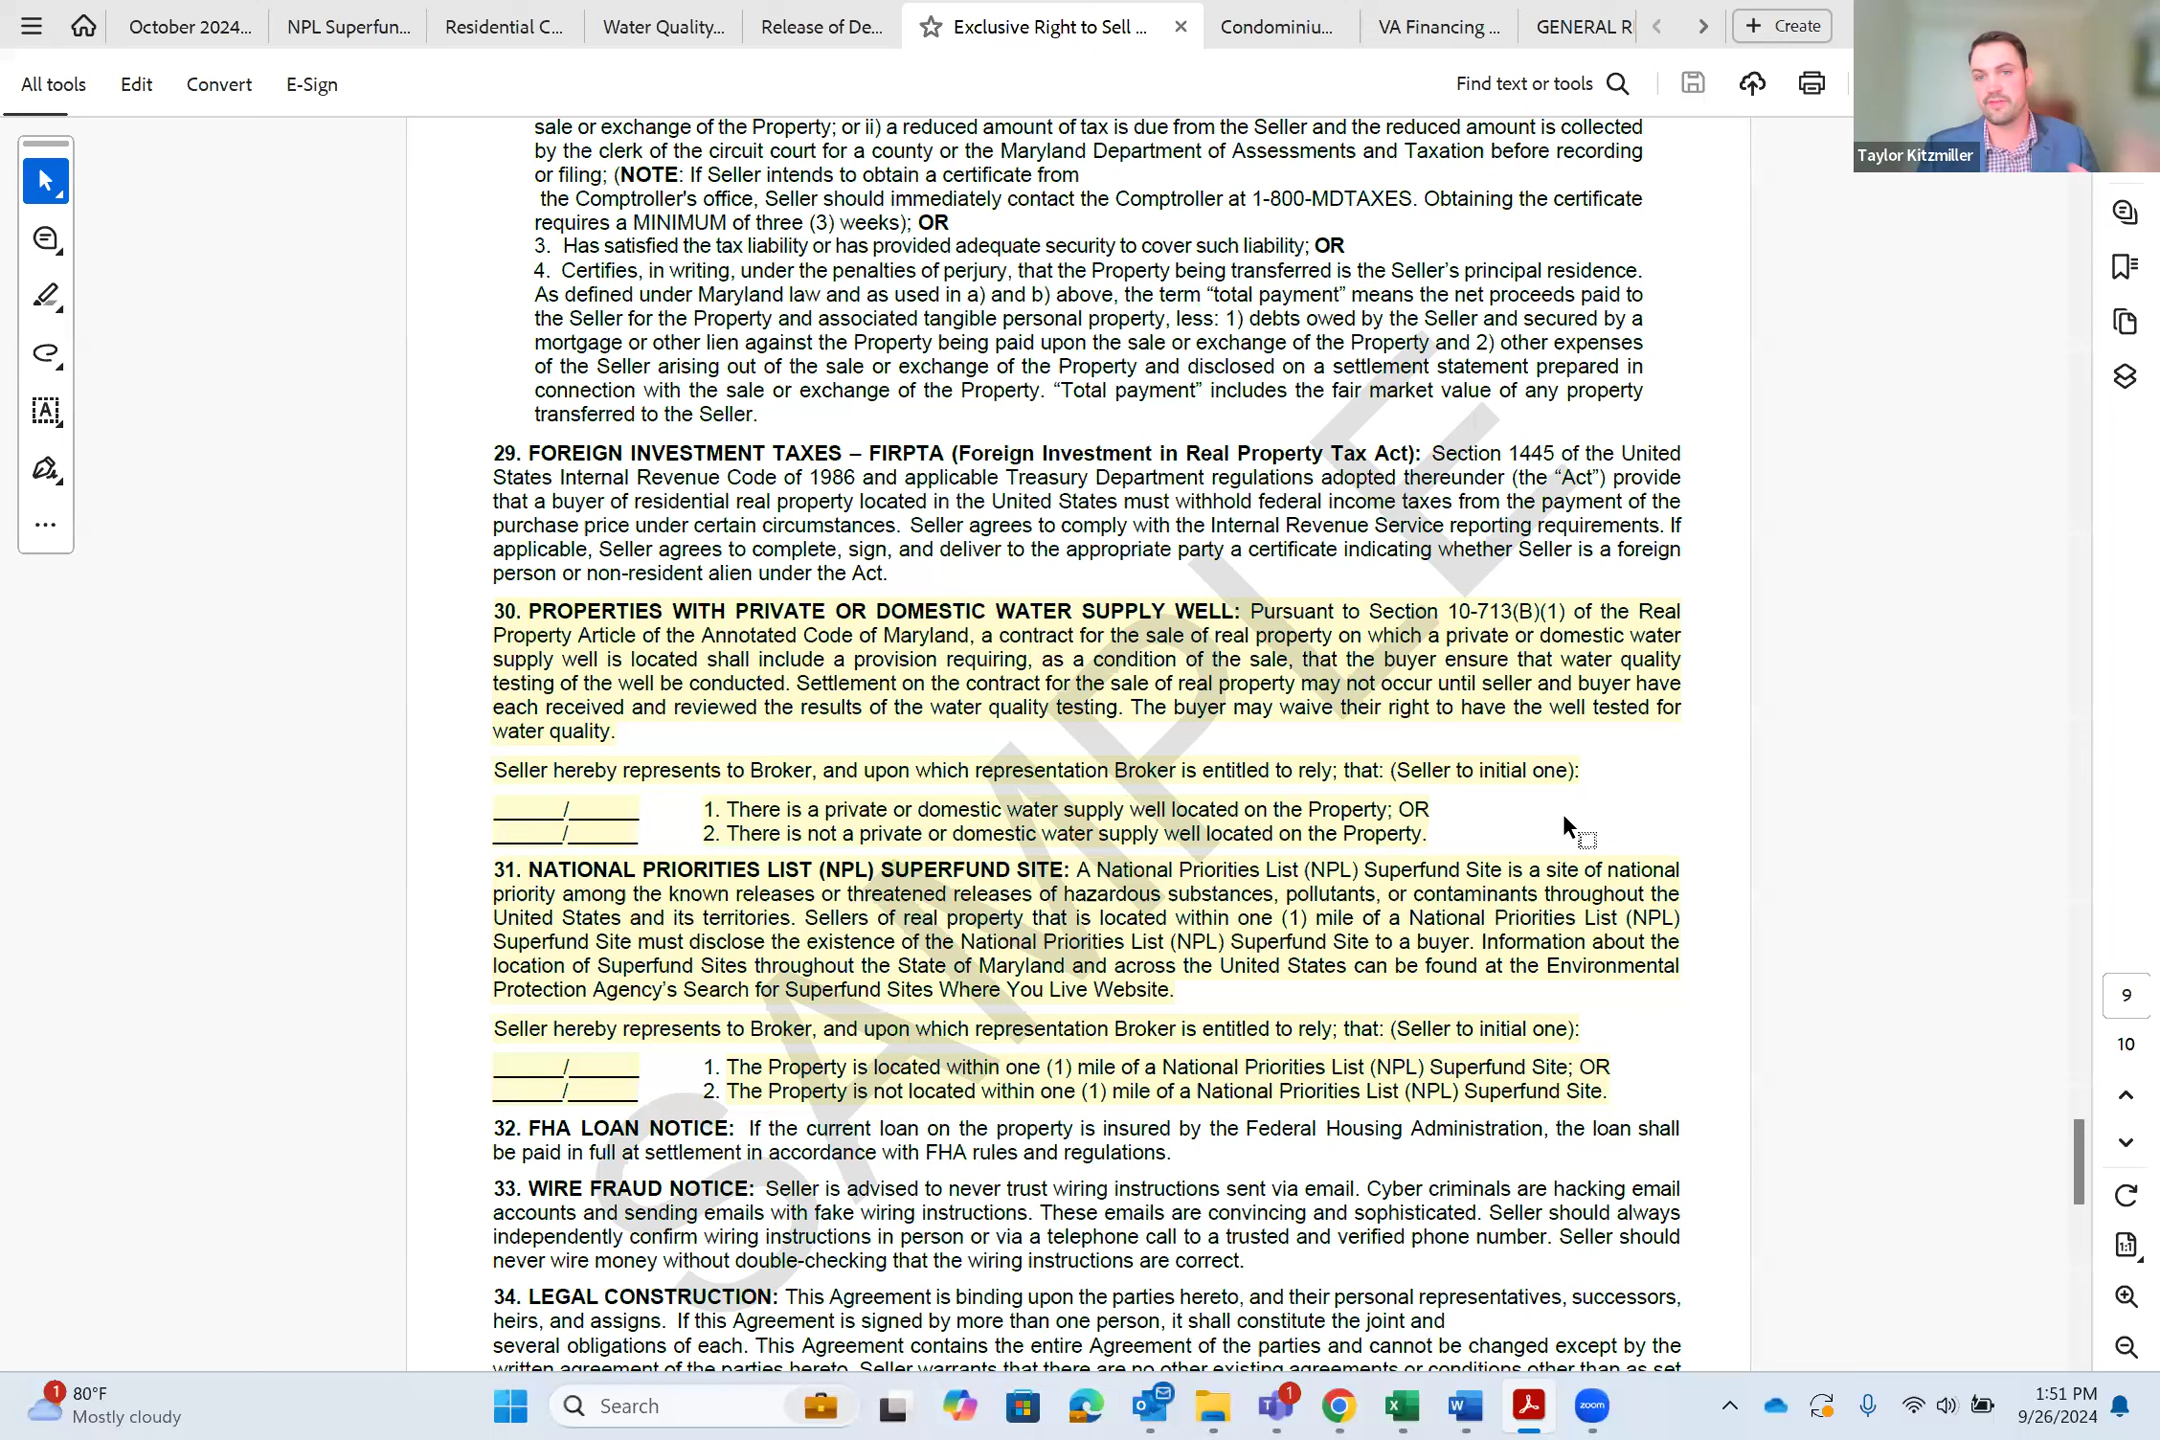 October 2024...
NPL Superfun...
Residential C...
Water Quality...
Release of De...
Exclusive Right to Sell ...
Condominiu...
VA Financing ...
GENERAL R
Create
All tools
Edit
Convert
E-Sign
Find text or tools
Taylor Kitzmiller
sale or exchange of the Property; or ii) a reduced amount of tax is due from the Seller and the reduced amount is collected
by the clerk of the circuit court for a county or the Maryland Department of Assessments and Taxation before recording
or filing; (NOTE: If Seller intends to obtain a certificate from
the Comptroller's office, Seller should immediately contact the Comptroller at 1-800-MDTAXES. Obtaining the certificate
requires a MINIMUM of three (3) weeks); OR
3. Has satisfied the tax liability or has provided adequate security to cover such liability; OR
4. Certifies, in writing, under the penalties of perjury, that the Property being transferred is the Seller's principal residence.
As defined under Maryland law and as used in a) and b) above, the term “total payment” means the net proceeds paid to
the Seller for the Property and associated tangible personal property, less: 1) debts owed by the Seller and secured by a
mortgage or other lien against the Property being paid upon the sale or exchange of the Property and 2) other expenses
of the Seller arising out of the sale or exchange of the Property and disclosed on a settlement statement prepared in
connection with the sale or exchange of the Property. “Total payment” includes the fair market value of any property
transferred to the Seller.
29. FOREIGN INVESTMENT TAXES – FIRPTA (Foreign Investment in Real Property Tax Act): Section 1445 of the United
States Internal Revenue Code of 1986 and applicable Treasury Department regulations adopted thereunder (the “Act”) provide
that a buyer of residential real property located in the United States must withhold federal income taxes from the payment of the
purchase price under certain circumstances. Seller agrees to comply with the Internal Revenue Service reporting requirements. If
applicable, Seller agrees to complete, sign, and deliver to the appropriate party a certificate indicating whether Seller is a foreign
person or non-resident alien under the Act.
30. PROPERTIES WITH PRIVATE OR DOMESTIC WATER SUPPLY WELL: Pursuant to Section 10-713(B)(1) of the Real
Property Article of the Annotated Code of Maryland, a contract for the sale of real property on which a private or domestic water
supply well is located shall include a provision requiring, as a condition of the sale, that the buyer ensure that water quality
testing of the well be conducted. Settlement on the contract for the sale of real property may not occur until seller and buyer have
each received and reviewed the results of the water quality testing. The buyer may waive their right to have the well tested for
water quality.
Seller hereby represents to Broker, and upon which representation Broker is entitled to rely; that: (Seller to initial one):
______/______ 1. There is a private or domestic water supply well located on the Property; OR
______/______ 2. There is not a private or domestic water supply well located on the Property.
31. NATIONAL PRIORITIES LIST (NPL) SUPERFUND SITE: A National Priorities List (NPL) Superfund Site is a site of national
priority among the known releases or threatened releases of hazardous substances, pollutants, or contaminants throughout the
United States and its territories. Sellers of real property that is located within one (1) mile of a National Priorities List (NPL)
Superfund Site must disclose the existence of the National Priorities List (NPL) Superfund Site to a buyer. Information about the
location of Superfund Sites throughout the State of Maryland and across the United States can be found at the Environmental
Protection Agency's Search for Superfund Sites Where You Live Website.
Seller hereby represents to Broker, and upon which representation Broker is entitled to rely; that: (Seller to initial one):
______/______ 1. The Property is located within one (1) mile of a National Priorities List (NPL) Superfund Site; OR
______/______ 2. The Property is not located within one (1) mile of a National Priorities List (NPL) Superfund Site.
32. FHA LOAN NOTICE: If the current loan on the property is insured by the Federal Housing Administration, the loan shall
be paid in full at settlement in accordance with FHA rules and regulations.
33. WIRE FRAUD NOTICE: Seller is advised to never trust wiring instructions sent via email. Cyber criminals are hacking email
accounts and sending emails with fake wiring instructions. These emails are convincing and sophisticated. Seller should always
independently confirm wiring instructions in person or via a telephone call to a trusted and verified phone number. Seller should
never wire money without double-checking that the wiring instructions are correct.
34. LEGAL CONSTRUCTION: This Agreement is binding upon the parties hereto, and their personal representatives, successors,
heirs, and assigns. If this Agreement is signed by more than one person, it shall constitute the joint and
several obligations of each. This Agreement contains the entire Agreement of the parties and cannot be changed except by the
written agreement of the parties hereto. Seller warrants that there are no other existing agreements or conditions other than as set
SAMPLE
9
10
1:1
1
80°F
Mostly cloudy
Search
1
zoom
1:51 PM
9/26/2024